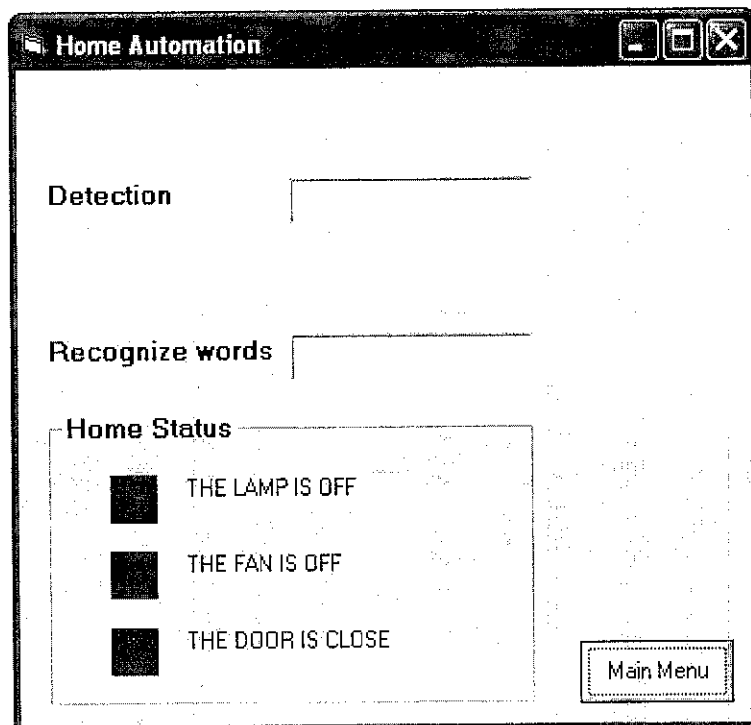 Home Automation
Detection
Recognize words
Home Status
THE LAMP IS OFF
THE FAN IS OFF
THE DOOR IS CLOSE
Main Menu